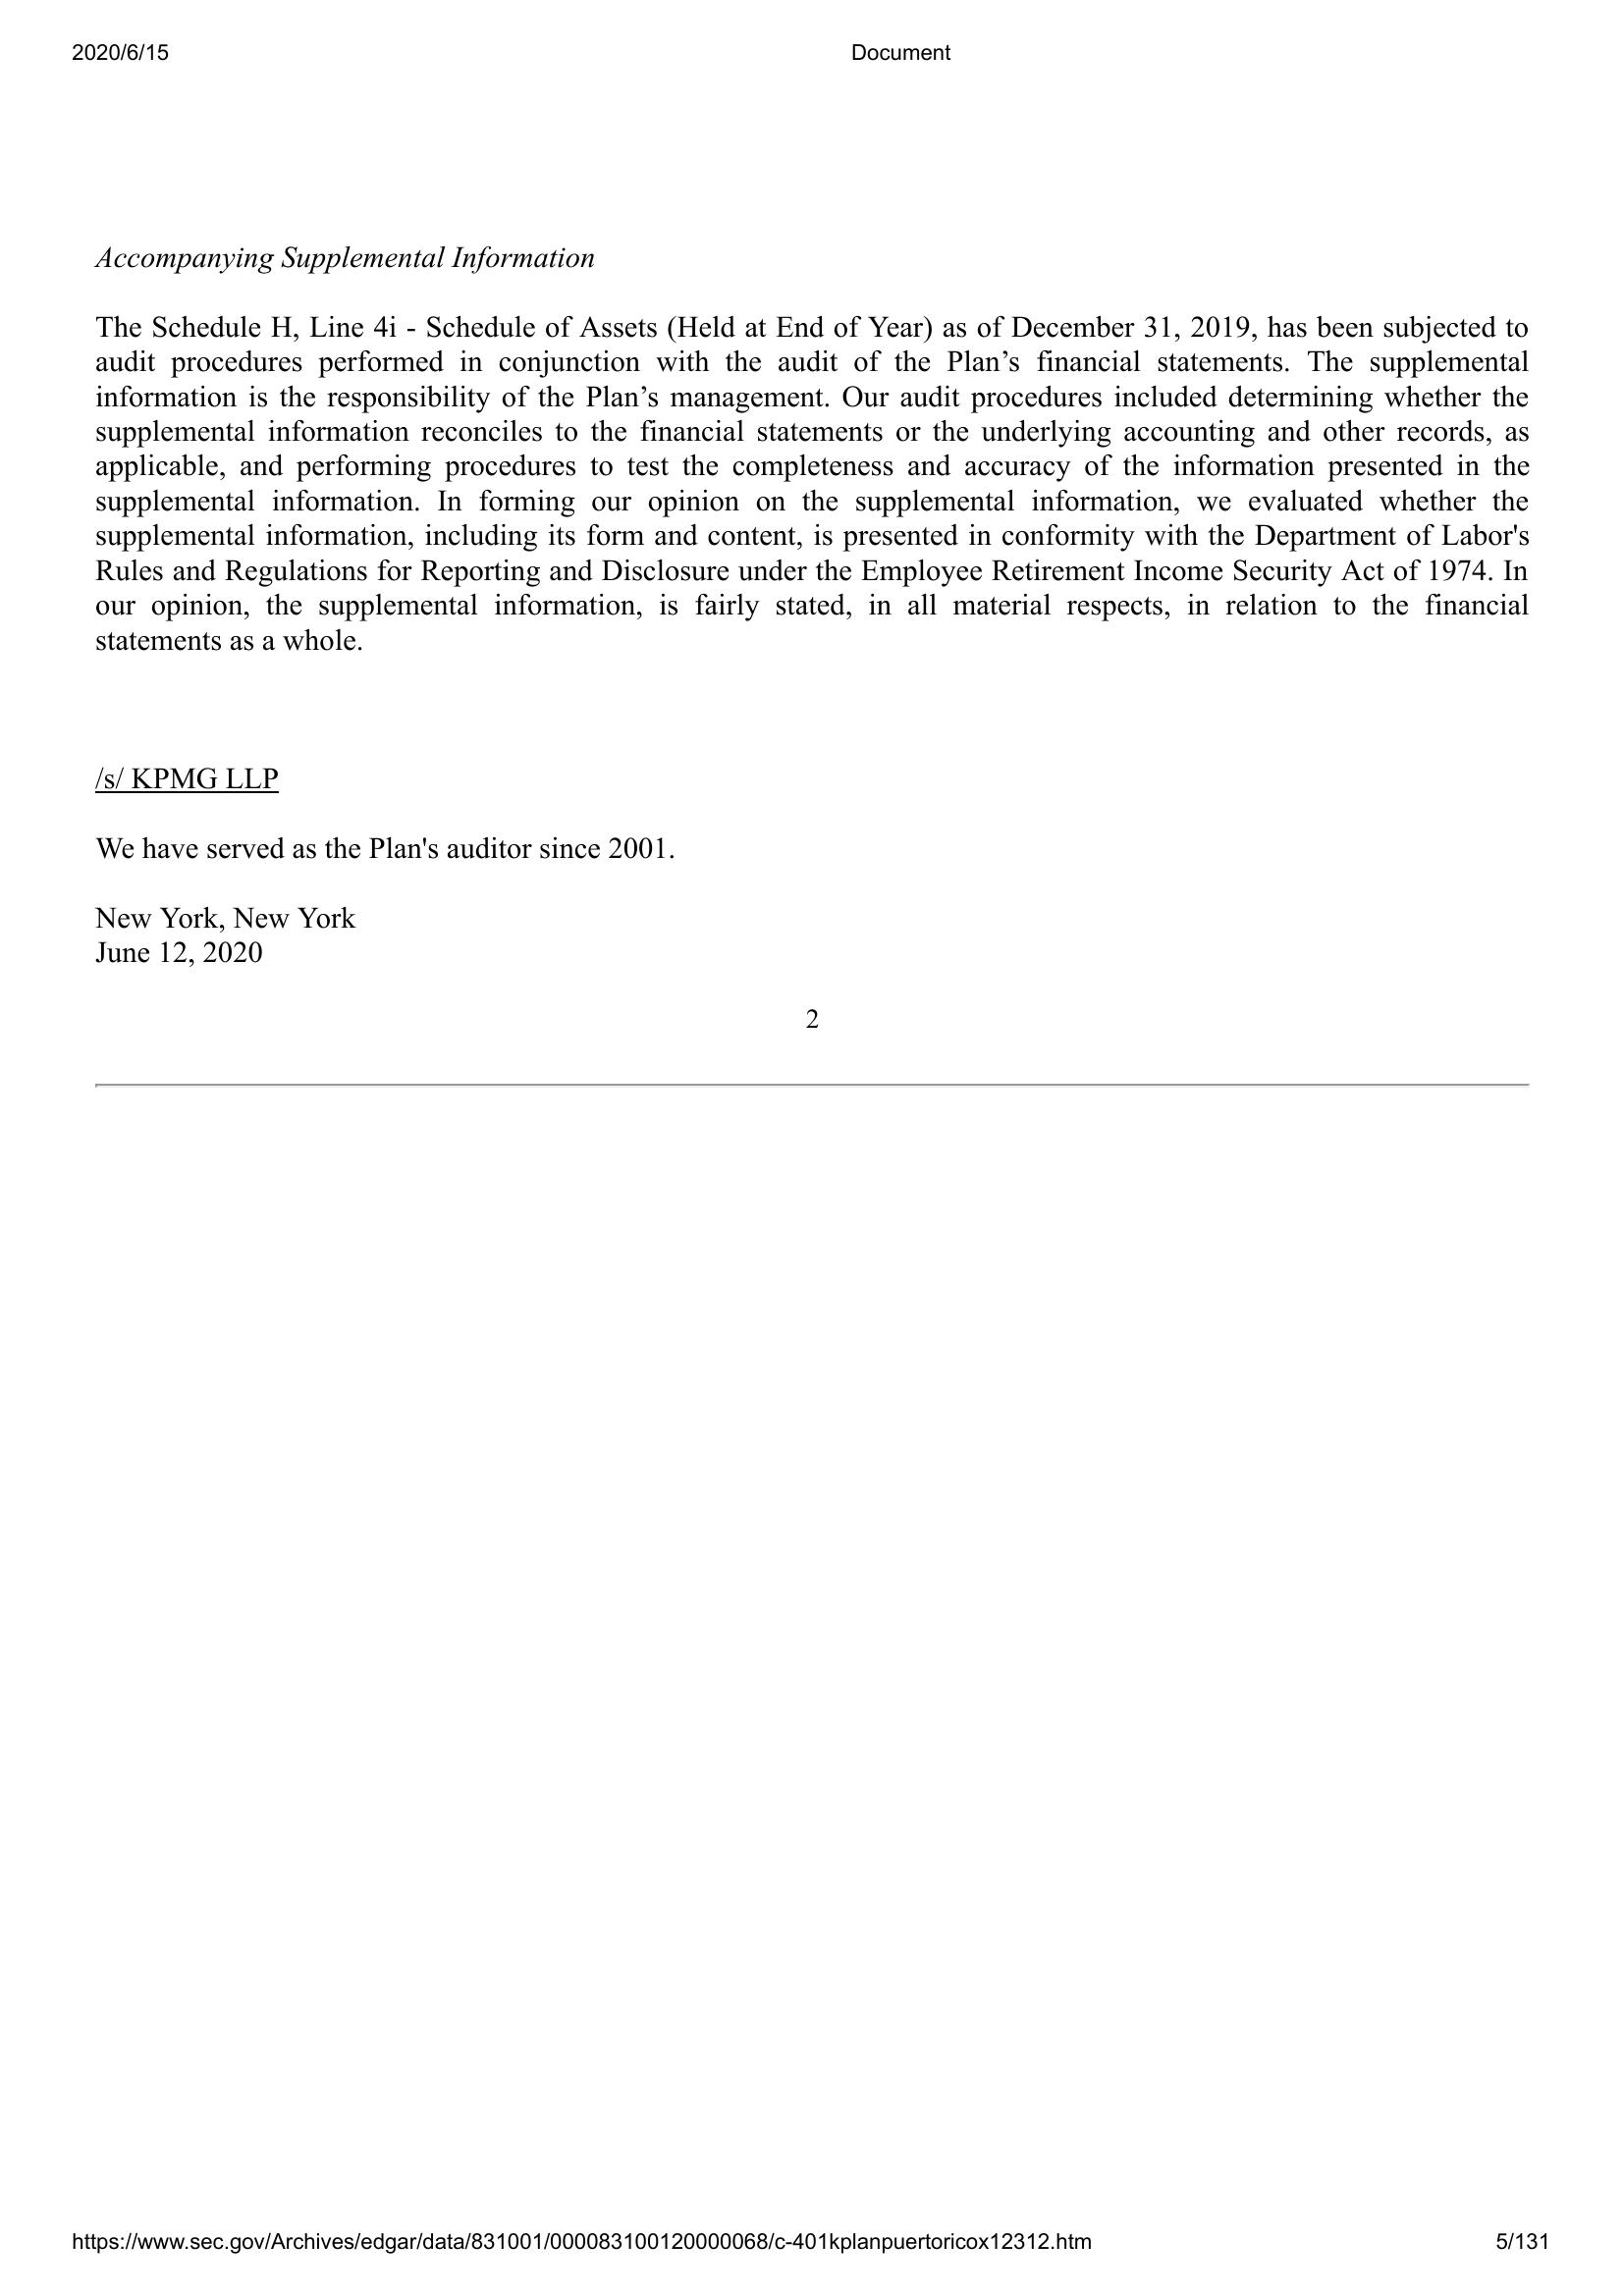 2020/6/15
Document
Accompanying Supplemental Information
The Schedule H, Line 4i - Schedule of Assets (Held at End of Year) as of December 31, 2019, has been subjected to
audit procedures performed in conjunction with the audit of the Plan’s financial statements. The supplemental
information is the responsibility of the Plan’s management. Our audit procedures included determining whether the
supplemental information reconciles to the financial statements or the underlying accounting and other records, as
applicable, and performing procedures to test the completeness and accuracy of the information presented in the
supplemental information. In forming our opinion on the supplemental information, we evaluated whether the
supplemental information, including its form and content, is presented in conformity with the Department of Labor's
Rules and Regulations for Reporting and Disclosure under the Employee Retirement Income Security Act of 1974. In
our opinion, the supplemental information, is fairly stated, in all material respects, in relation to the financial
statements as a whole.
/s/ KPMG LLP
We have served as the Plan's auditor since 2001.
New York, New York
June 12, 2020
2
https://www.sec.gov/Archives/edgar/data/831001/000083100120000068/c-401kplanpuertoricox12312.htm
5/131